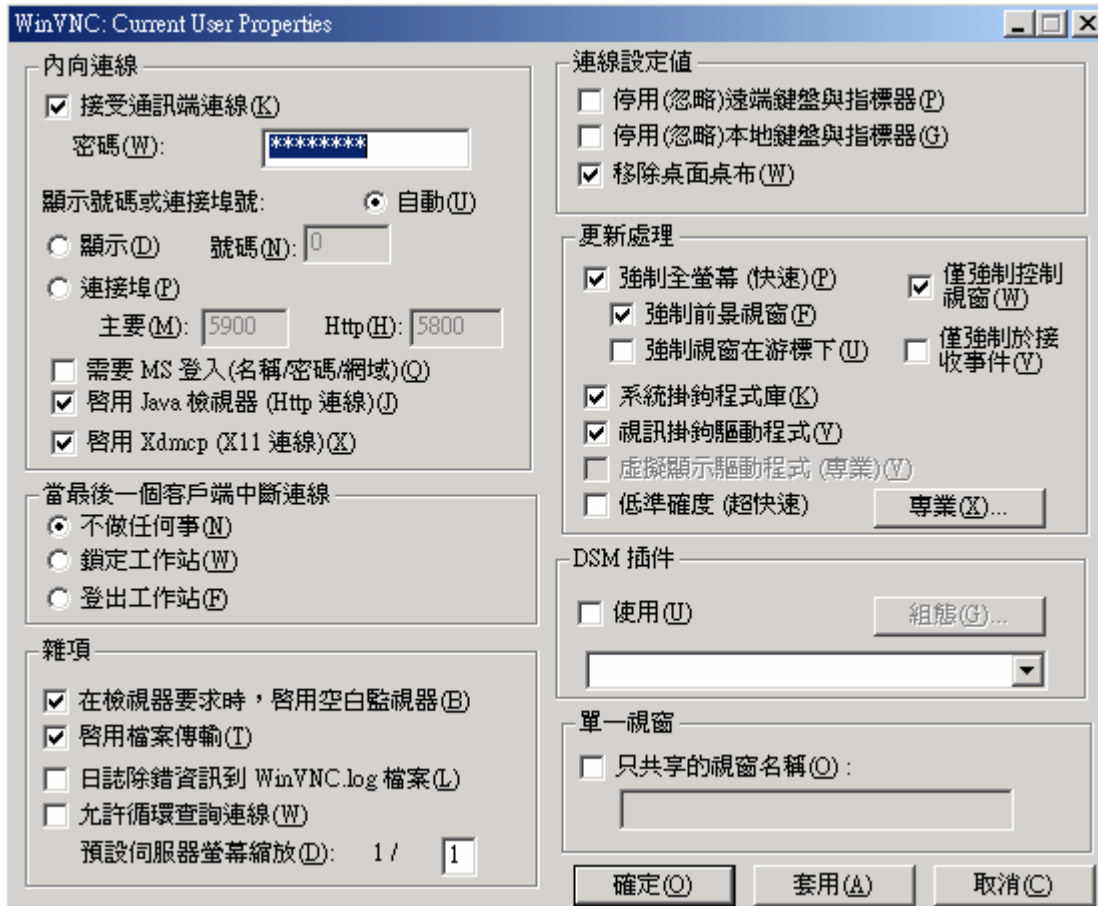 WinVNC: Current User Properties
內向連線
接受通訊端連線(K)
密碼(W): ********
顯示號碼或連接埠號: 自動(U)
顯示(D) 號碼(N): 0
連接埠(P)
主要(M): 5900 Http(H): 5800
需要 MS 登入(名稱/密碼/網域)(Q)
啓用 Java 檢視器 (Http 連線)(J)
啓用 Xdmcp (X11 連線)(X)
當最後一個客戶端中斷連線
不做任何事(N)
鎖定工作站(W)
登出工作站(F)
雜項
在檢視器要求時，啓用空白監視器(B)
啓用檔案傳輸(T)
日誌除錯資訊到 WinVNC.log 檔案(L)
允許循環查詢連線(W)
預設伺服器螢幕縮放(D): 1 / 1
連線設定值
停用(忽略)遠端鍵盤與指標器(P)
停用(忽略)本地鍵盤與指標器(G)
移除桌面桌布(W)
更新處理
強制全螢幕 (快速)(P)
僅強制控制
視窗(W)
強制前景視窗(F)
強制視窗在游標下(U)
僅強制於接
收事件(Y)
系統掛鉤程式庫(K)
視訊掛鉤驅動程式(V)
虛擬顯示驅動程式 (專業)(Y)
低準確度 (超快速) 專業(X)...
DSM 插件
使用(U) 組態(G)...
單一視窗
只共享的視窗名稱(O) :
確定(O) 套用(A) 取消(C)